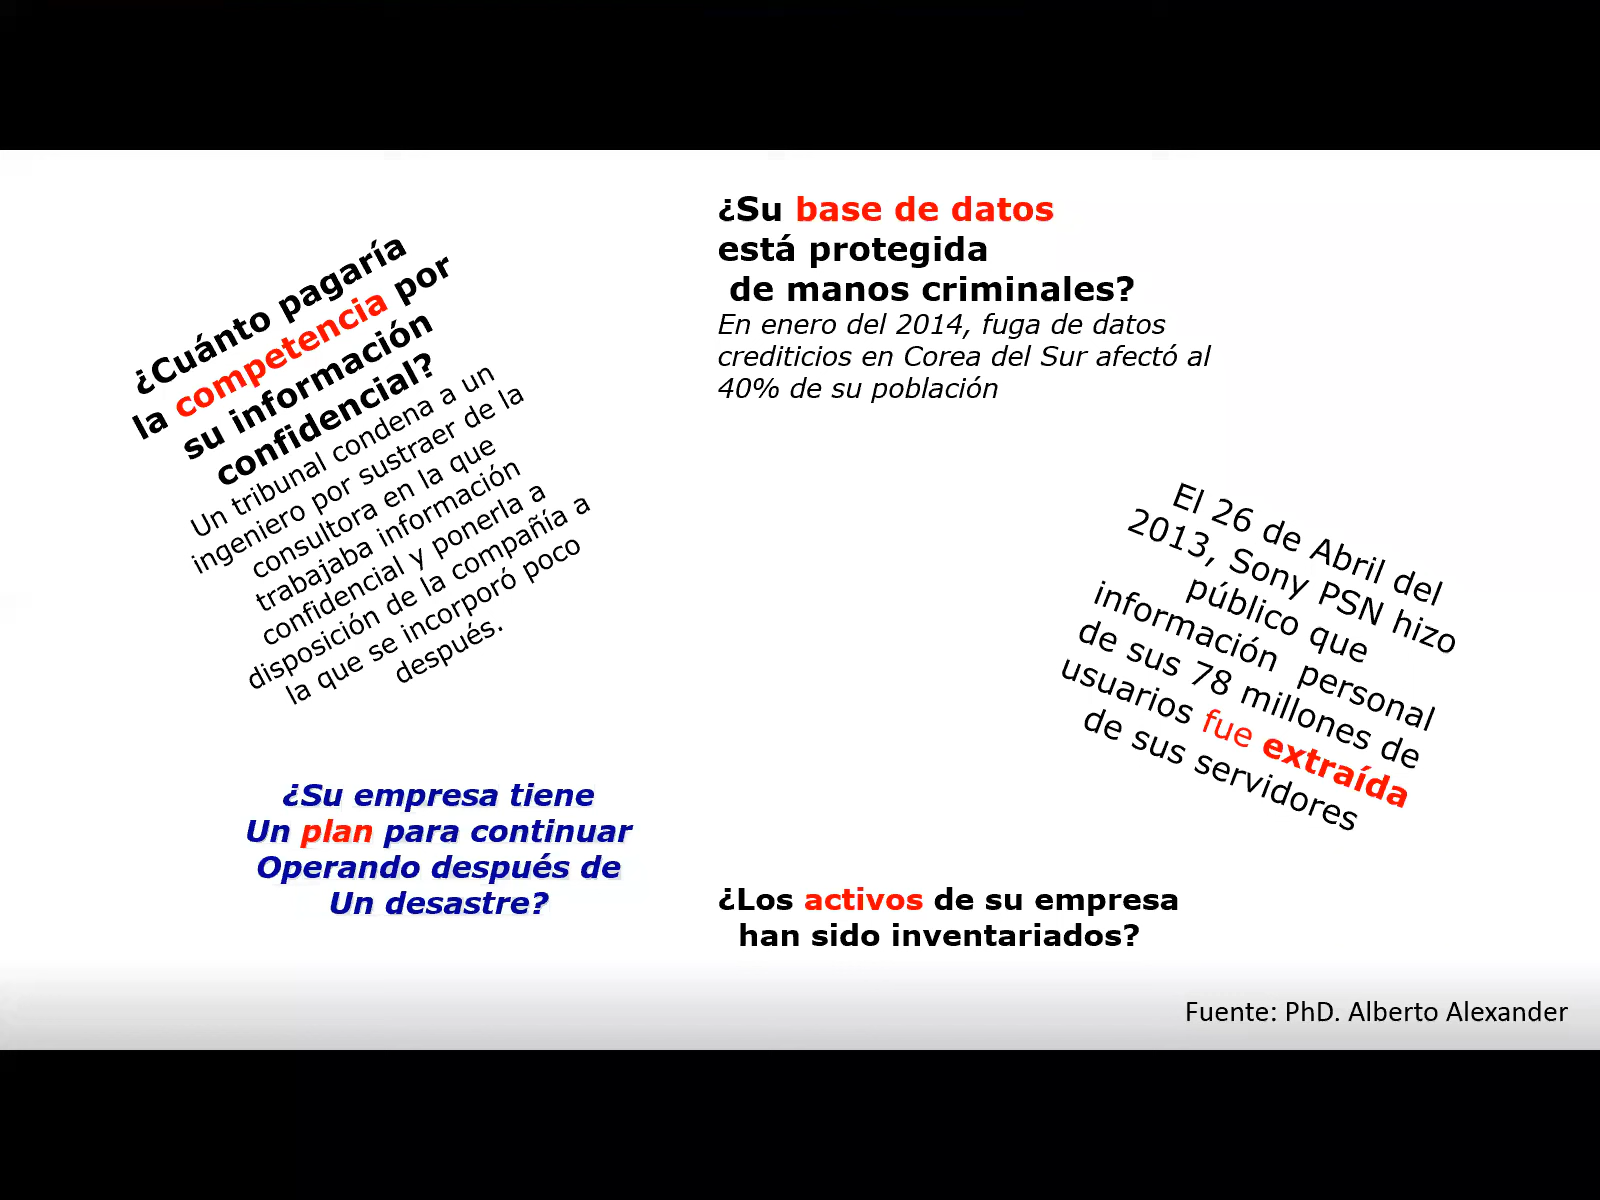 ¿Cuánto pagaría
la competencia por
su información
confidencial?
Un tribunal condena a un
ingeniero por sustraer de la
consultora en la que
trabajaba información
confidencial y ponerla a
disposición de la compañía a
la que se incorporó poco
después.
¿Su base de datos
está protegida
de manos criminales?
En enero del 2014, fuga de datos
crediticios en Corea del Sur afectó al
40% de su población
El 26 de Abril del
2013, Sony PSN hizo
público que
información personal
de sus 78 millones de
usuarios fue extraída
de sus servidores
¿Su empresa tiene
Un plan para continuar
Operando después de
Un desastre?
¿Los activos de su empresa
han sido inventariados?
Fuente: PhD. Alberto Alexander